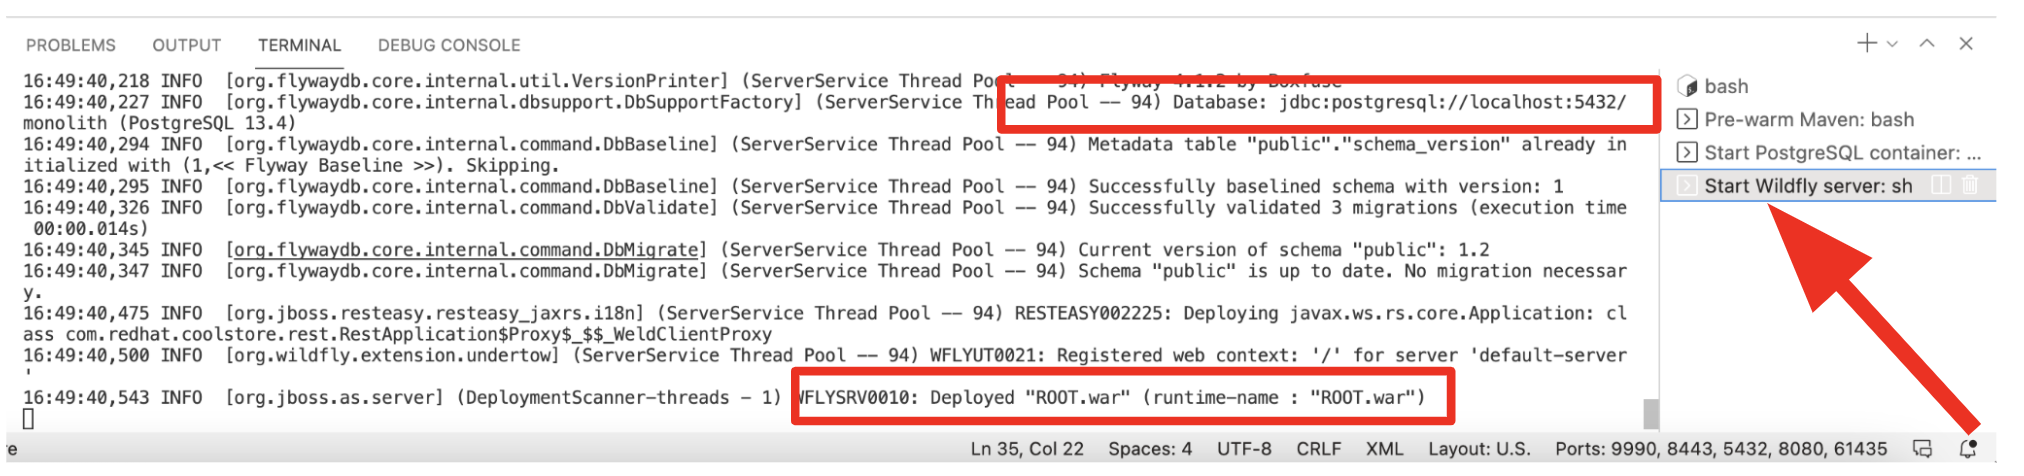 PROBLEMS OUTPUT TERMINAL DEBUG CONSOLE
16:49:40,218 INFO [org.flywaydb.core.internal.util.VersionPrinter] (ServerService Thread Pool -- 94) Flyway 4.1.2 by Boxfuse
16:49:40,227 INFO [org.flywaydb.core.internal.dbsupport.DbSupportFactory] (ServerService Thread Pool -- 94) Database: jdbc:postgresql://localhost:5432/
monolith (PostgreSQL 13.4)
16:49:40,294 INFO [org.flywaydb.core.internal.command.DbBaseline] (ServerService Thread Pool -- 94) Metadata table "public"."schema_version" already in
itialized with (1,<< Flyway Baseline >>). Skipping.
16:49:40,295 INFO [org.flywaydb.core.internal.command.DbBaseline] (ServerService Thread Pool -- 94) Successfully baselined schema with version: 1
16:49:40,326 INFO [org.flywaydb.core.internal.command.DbValidate] (ServerService Thread Pool -- 94) Successfully validated 3 migrations (execution time
00:00.014s)
16:49:40,345 INFO [org.flywaydb.core.internal.command.DbMigrate] (ServerService Thread Pool -- 94) Current version of schema "public": 1.2
16:49:40,347 INFO [org.flywaydb.core.internal.command.DbMigrate] (ServerService Thread Pool -- 94) Schema "public" is up to date. No migration necessar
y.
16:49:40,475 INFO [org.jboss.resteasy.resteasy_jaxrs.i18n] (ServerService Thread Pool -- 94) RESTEASY002225: Deploying javax.ws.rs.core.Application: cl
ass com.redhat.coolstore.rest.RestApplication$Proxy$_$$_WeldClientProxy
16:49:40,500 INFO [org.wildfly.extension.undertow] (ServerService Thread Pool -- 94) WFLYUT0021: Registered web context: '/' for server 'default-server
'
16:49:40,543 INFO [org.jboss.as.server] (DeploymentScanner-threads - 1) WFLYSRV0010: Deployed "ROOT.war" (runtime-name : "ROOT.war")
bash
Pre-warm Maven: bash
Start PostgreSQL container: ...
Start Wildfly server: sh
Ln 35, Col 22 Spaces: 4 UTF-8 CRLF XML Layout: U.S. Ports: 9990, 8443, 5432, 8080, 61435